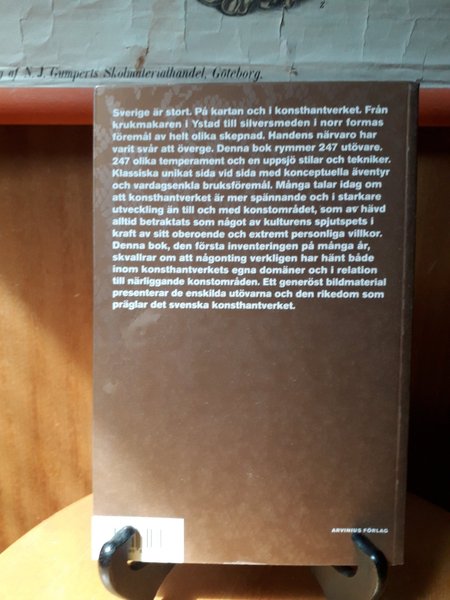 z
g af N. J. Gumperts Skolmaterialhandel, Göteborg.
Sverige är stort. På kartan och i konsthantverket. Från
krukmakaren i Ystad till silversmeden i norr formas
föremål av helt olika skepnad. Handens närvaro har
varit svår att överge. Denna bok rymmer 247 utövare.
247 olika temperament och en uppsjö stilar och tekniker.
Klassiska unikat sida vid sida med konceptuella äventyr
och vardagsenkla bruksföremål. Många talar idag om
att konsthantverket är mer spännande och i starkare
utveckling än till och med konstområdet, som av hävd
alltid betraktats som något av kulturens spjutspets i
kraft av sitt oberoende och extremt personliga villkor.
Denna bok, den första inventeringen på många år,
skvallrar om att någonting verkligen har hänt både
inom konsthantverkets egna domäner och i relation
till närliggande konstområden. Ett generöst bildmaterial
presenterar de enskilda utövarna och den rikedom som
präglar det svenska konsthantverket.
ARVINIUS FÖRLAG